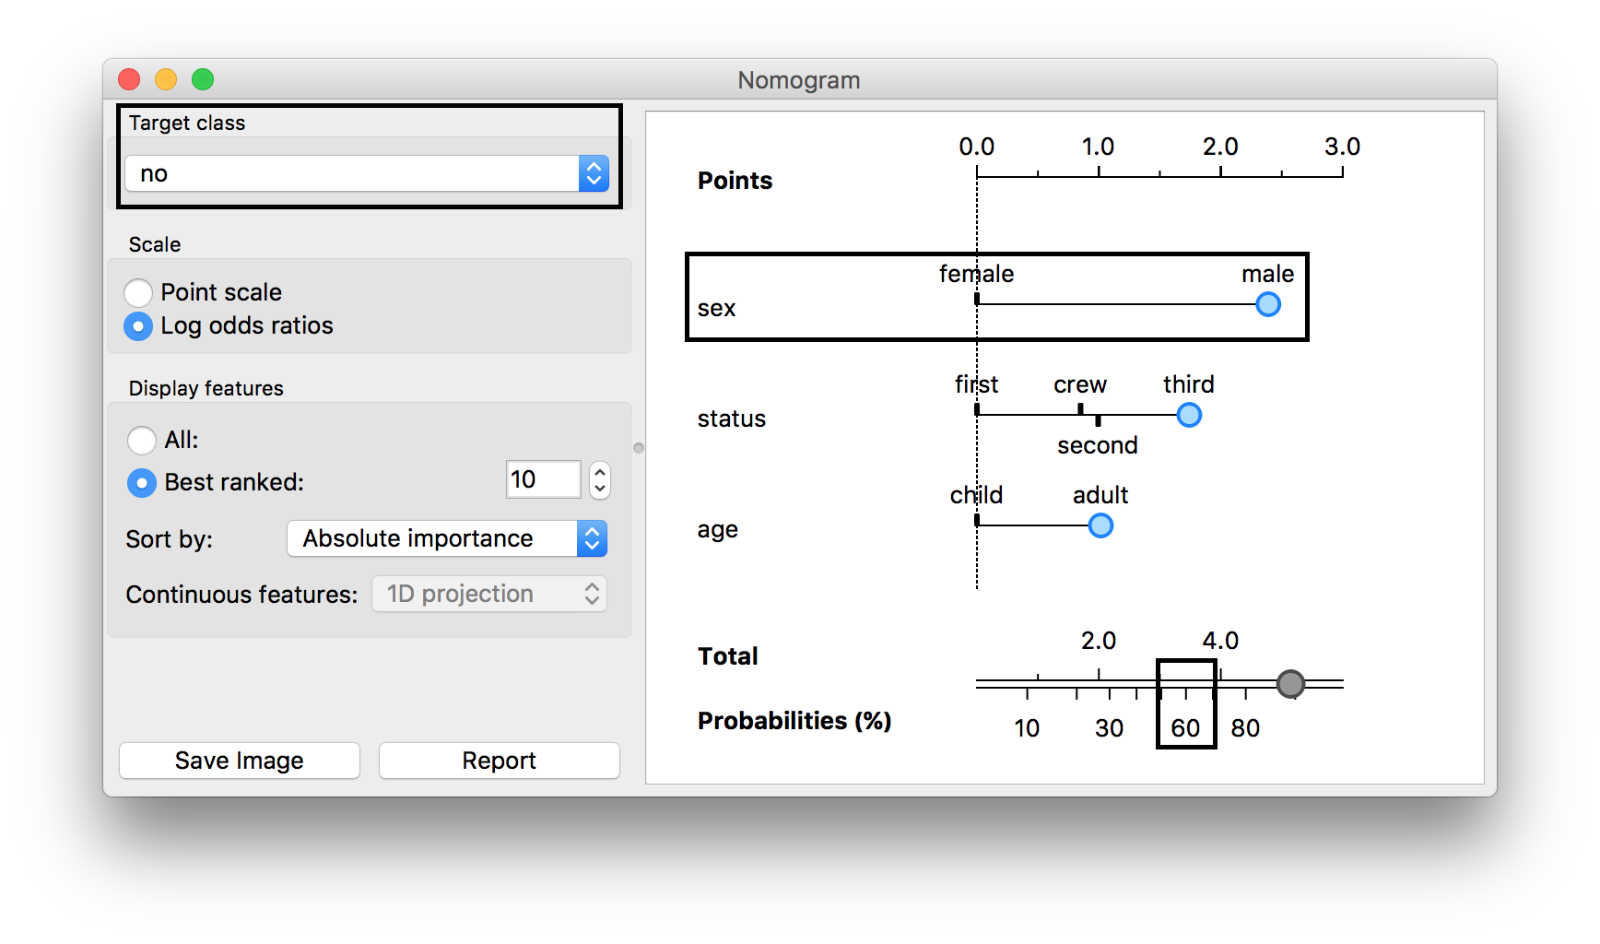 Nomogram
Target class
no
Scale
Point scale
Log odds ratios
Display features
All:
Best ranked: 10
Sort by: Absolute importance
Continuous features: 1D projection
Save Image Report
0.0 1.0 2.0 3.0
Points
female male
sex
first crew third
status
second
child adult
age
2.0 4.0
Total
Probabilities (%) 10 30 60 80